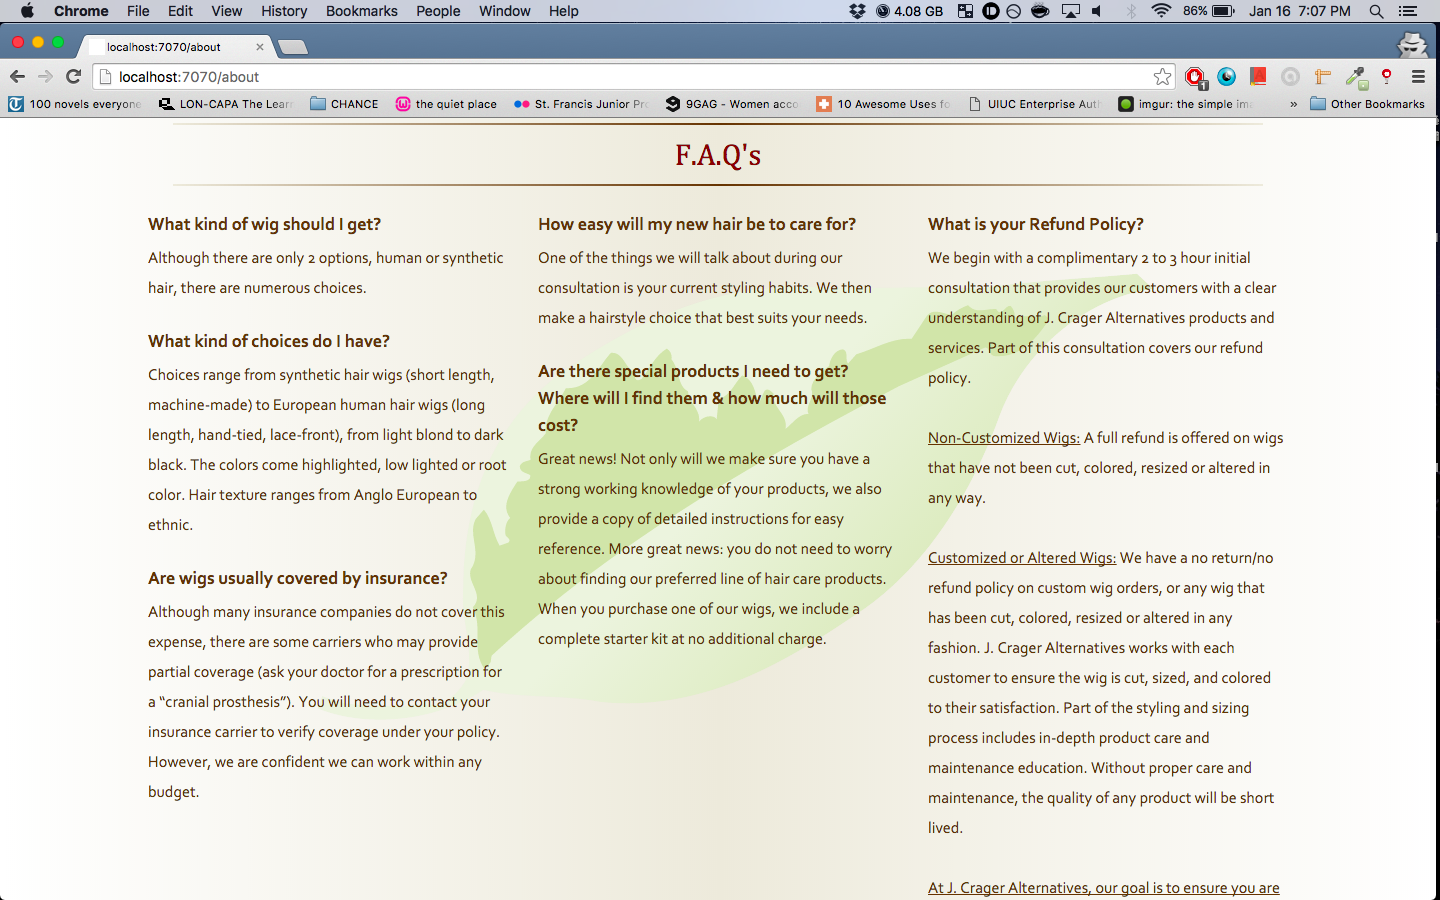 Chrome File Edit View History Bookmarks People Window Help 4.08 GB 86% Jan 16 7:07 PM
localhost:7070/about
localhost:7070/about
1
100 novels everyone LON-CAPA The Lear CHANCE the quiet place St. Francis Junior Pr 9GAG - Women acco 10 Awesome Uses fo UIUC Enterprise Aut imgur: the simple im » Other Bookmarks
F.A.Q's
What kind of wig should I get?
Although there are only 2 options, human or synthetic
hair, there are numerous choices.
What kind of choices do I have?
Choices range from synthetic hair wigs (short length,
machine-made) to European human hair wigs (long
length, hand-tied, lace-front), from light blond to dark
black. The colors come highlighted, low lighted or root
color. Hair texture ranges from Anglo European to
ethnic.
Are wigs usually covered by insurance?
Although many insurance companies do not cover this
expense, there are some carriers who may provide
partial coverage (ask your doctor for a prescription for
a “cranial prosthesis”). You will need to contact your
insurance carrier to verify coverage under your policy.
However, we are confident we can work within any
budget.
How easy will my new hair be to care for?
One of the things we will talk about during our
consultation is your current styling habits. We then
make a hairstyle choice that best suits your needs.
Are there special products I need to get?
Where will I find them & how much will those
cost?
Great news! Not only will we make sure you have a
strong working knowledge of your products, we also
provide a copy of detailed instructions for easy
reference. More great news: you do not need to worry
about finding our preferred line of hair care products.
When you purchase one of our wigs, we include a
complete starter kit at no additional charge.
What is your Refund Policy?
We begin with a complimentary 2 to 3 hour initial
consultation that provides our customers with a clear
understanding of J. Crager Alternatives products and
services. Part of this consultation covers our refund
policy.
Non-Customized Wigs: A full refund is offered on wigs
that have not been cut, colored, resized or altered in
any way.
Customized or Altered Wigs: We have a no return/no
refund policy on custom wig orders, or any wig that
has been cut, colored, resized or altered in any
fashion. J. Crager Alternatives works with each
customer to ensure the wig is cut, sized, and colored
to their satisfaction. Part of the styling and sizing
process includes in-depth product care and
maintenance education. Without proper care and
maintenance, the quality of any product will be short
lived.
At J. Crager Alternatives, our goal is to ensure you are